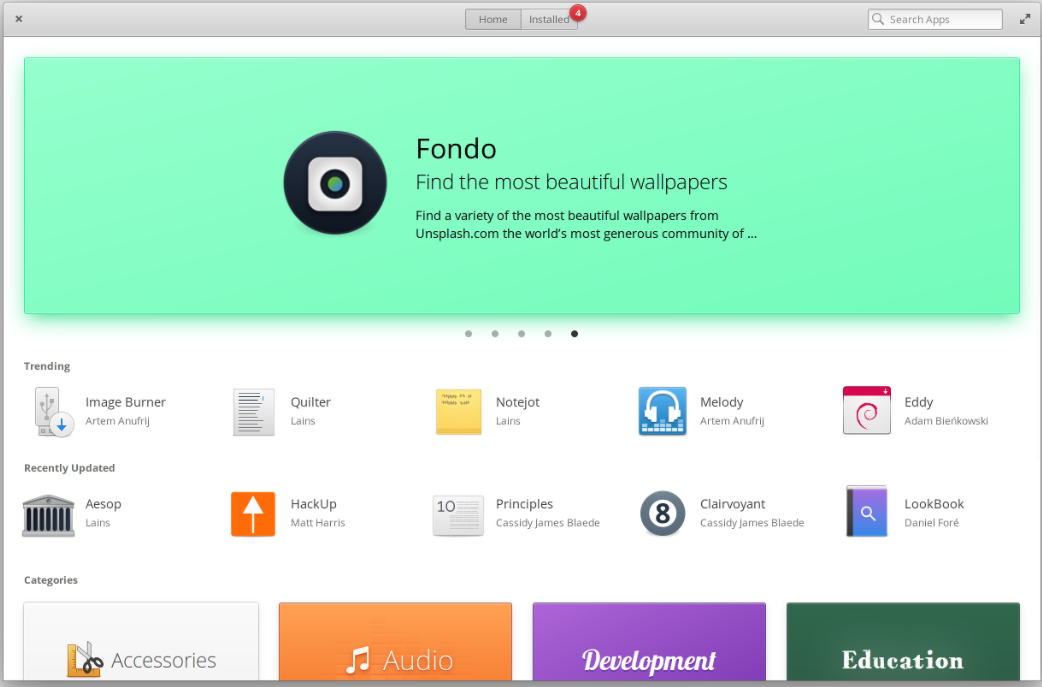 Home
Installed
4
Search Apps
Fondo
Find the most beautiful wallpapers
Find a variety of the most beautiful wallpapers from
Unsplash.com the world's most generous community of ...
Trending
Image Burner
Artem Anufrij
Quilter
Lains
Notejot
Lains
Melody
Artem Anufrij
Eddy
Adam Bieńkowski
Recently Updated
Aesop
Lains
HackUp
Matt Harris
10
Principles
Cassidy James Blaede
8
Clairvoyant
Cassidy James Blaede
LookBook
Daniel Foré
Categories
Accessories
Audio
Development
Education